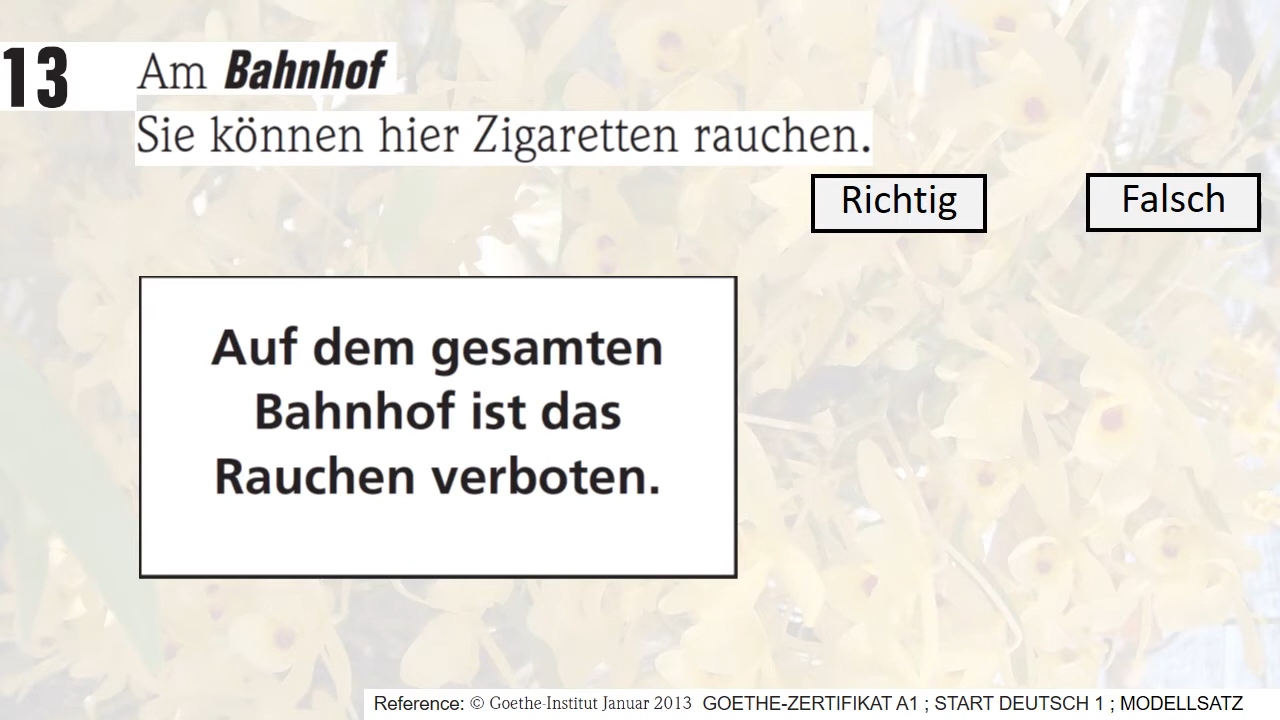 13 Am Bahnhof
Sie können hier Zigaretten rauchen.
Richtig Falsch
Auf dem gesamten
Bahnhof ist das
Rauchen verboten.
Reference: © Goethe-Institut Januar 2013 GOETHE-ZERTIFIKAT A1 ; START DEUTSCH 1 ; MODELLSATZ